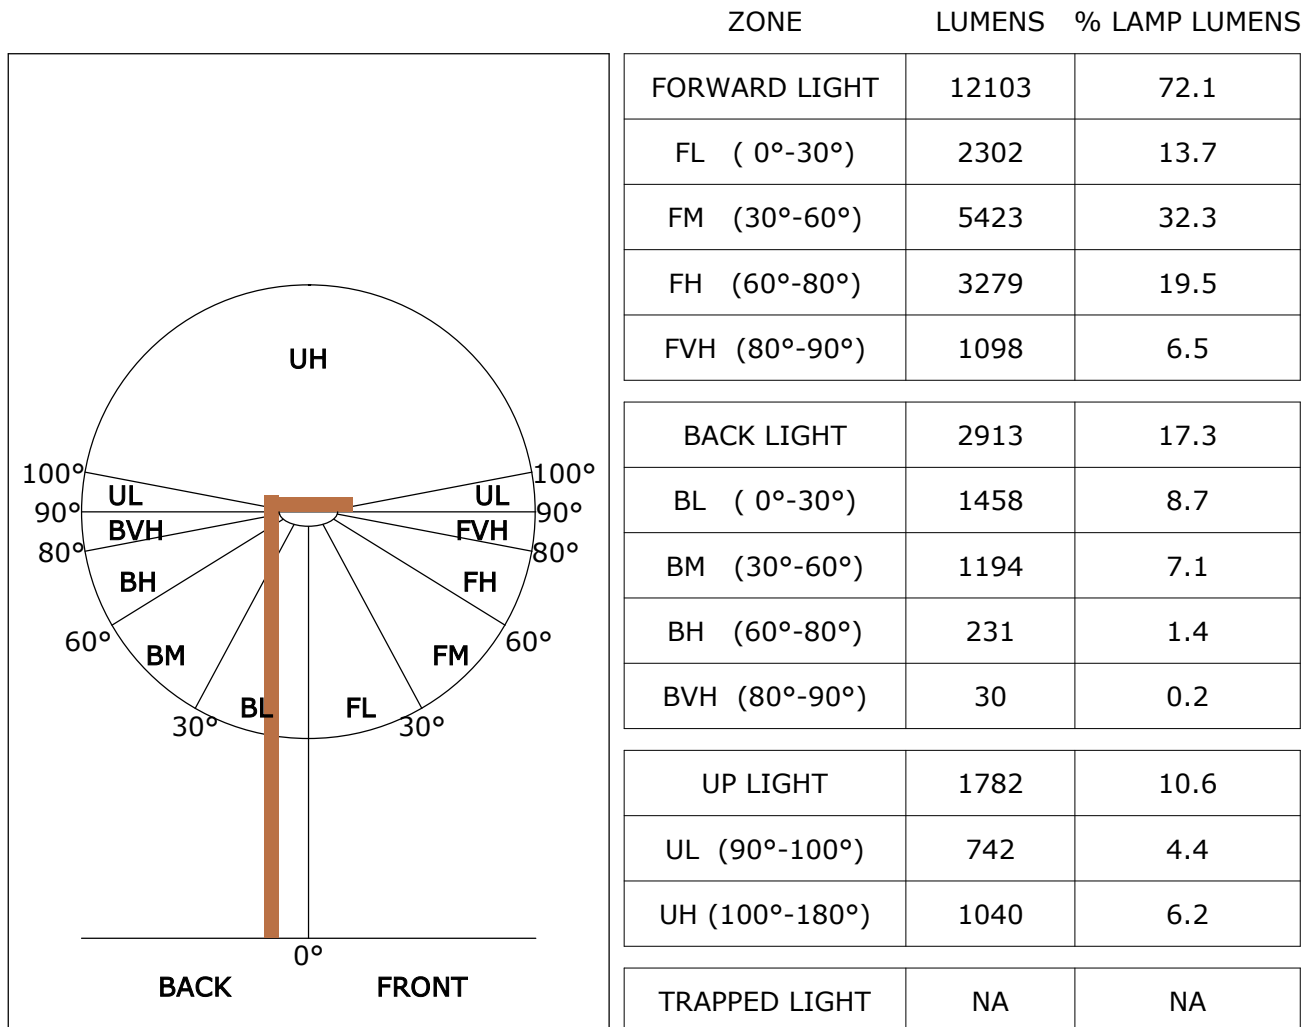 ZONE LUMENS % LAMP LUMENS
FORWARD LIGHT 12103 72.1
FL ( 0°-30°) 2302 13.7
FM (30°-60°) 5423 32.3
FH (60°-80°) 3279 19.5
FVH (80°-90°) 1098 6.5
BACK LIGHT 2913 17.3
BL ( 0°-30°) 1458 8.7
BM (30°-60°) 1194 7.1
BH (60°-80°) 231 1.4
BVH (80°-90°) 30 0.2
UP LIGHT 1782 10.6
UL (90°-100°) 742 4.4
UH (100°-180°) 1040 6.2
TRAPPED LIGHT NA NA
UH
100° 100°
UL UL
90° 90°
BVH FVH
80° 80°
BH FH
60° 60°
BM FM
BL FL
30° 30°
0°
BACK FRONT